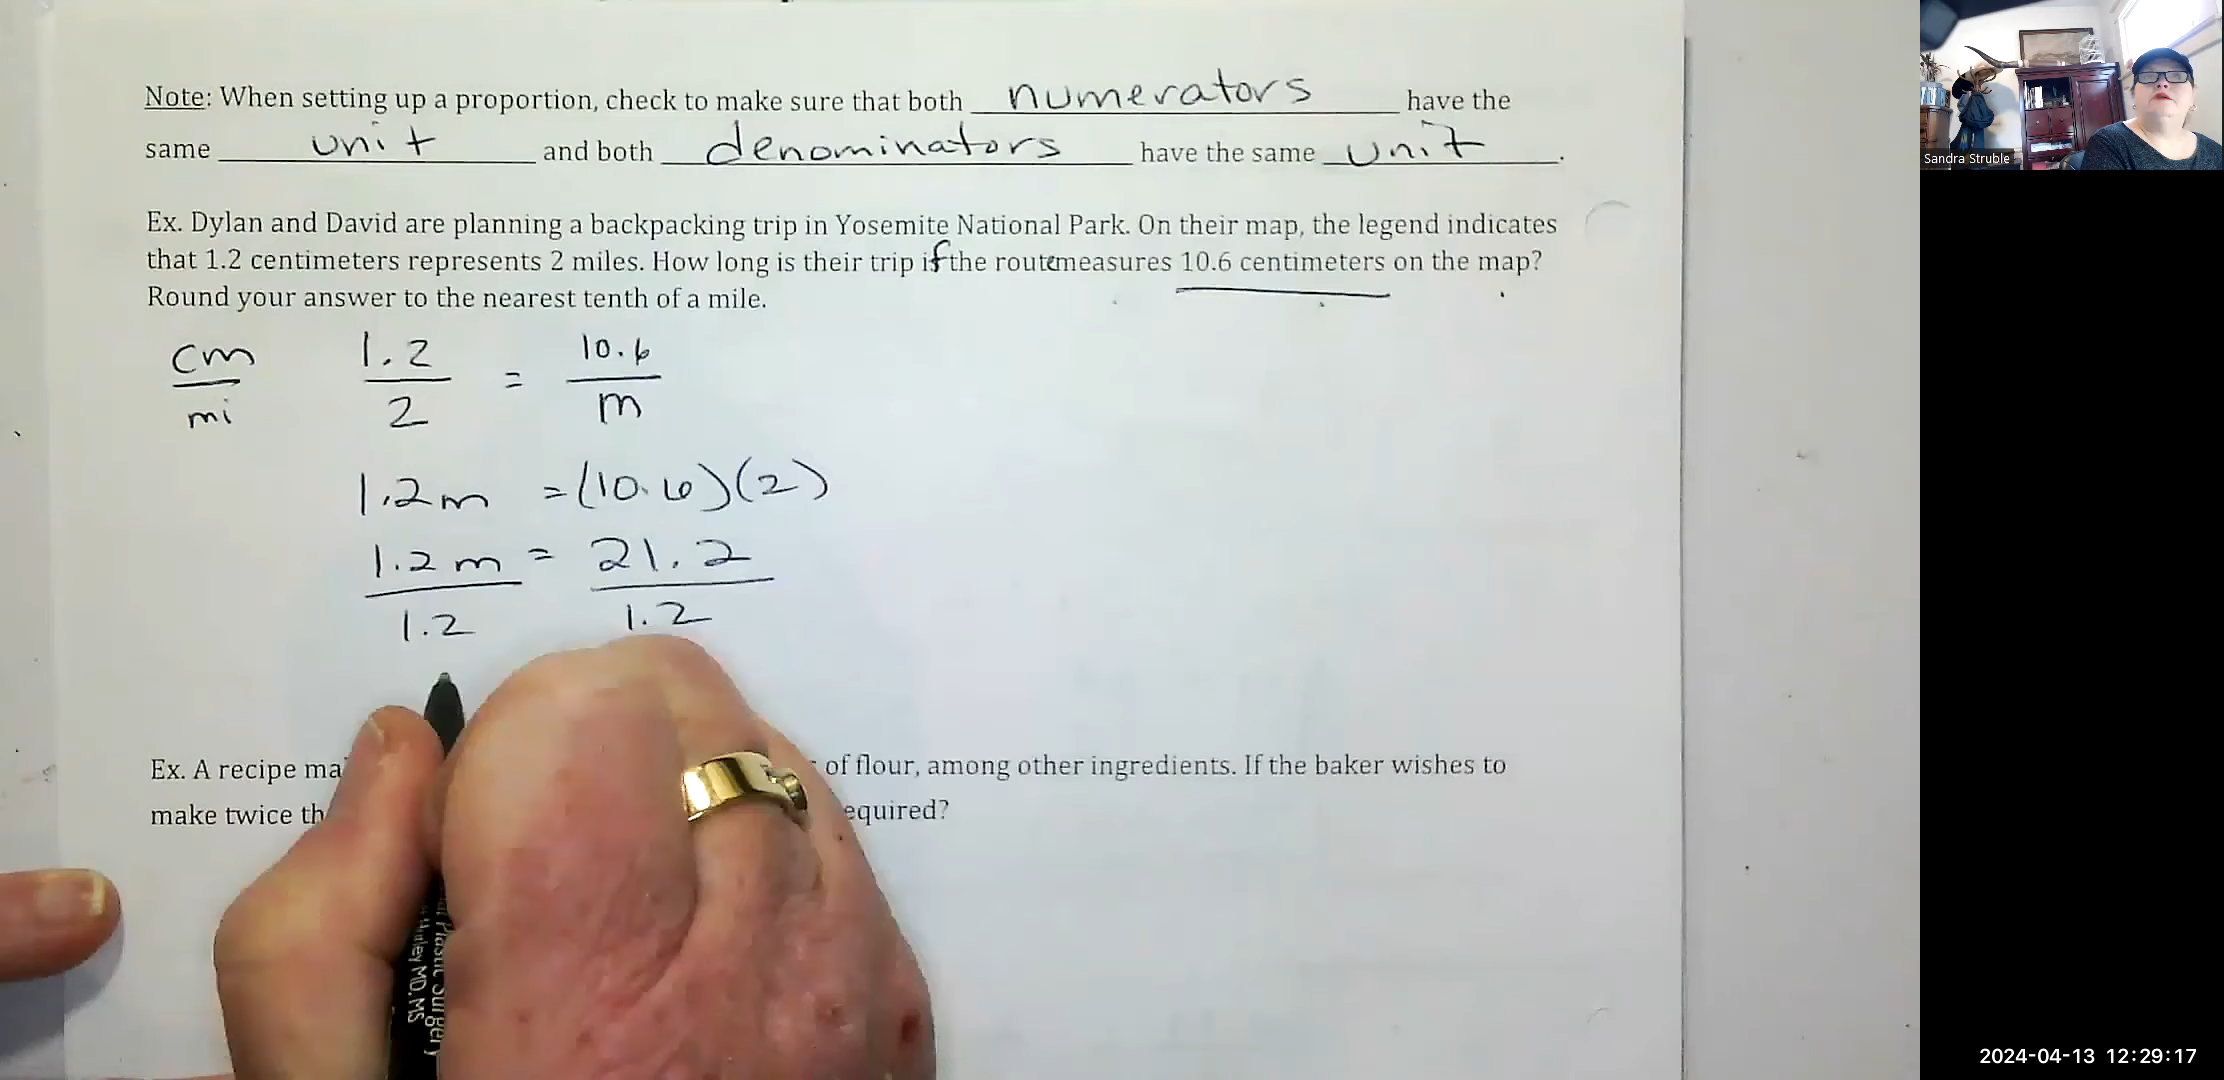 Note: When setting up a proportion, check to make sure that both numerators have the
same unit and both denominators have the same unit.
Ex. Dylan and David are planning a backpacking trip in Yosemite National Park. On their map, the legend indicates
that 1.2 centimeters represents 2 miles. How long is their trip if the route measures 10.6 centimeters on the map?
Round your answer to the nearest tenth of a mile.
cm 1.2 10.6
=
mi 2 m
1.2m =(10.6)(2)
1.2m = 21.2
1.2 1.2
Ex. A recipe of flour, among other ingredients. If the baker wishes to
make twice
Sandra Struble
2024-04-13 12:29:17